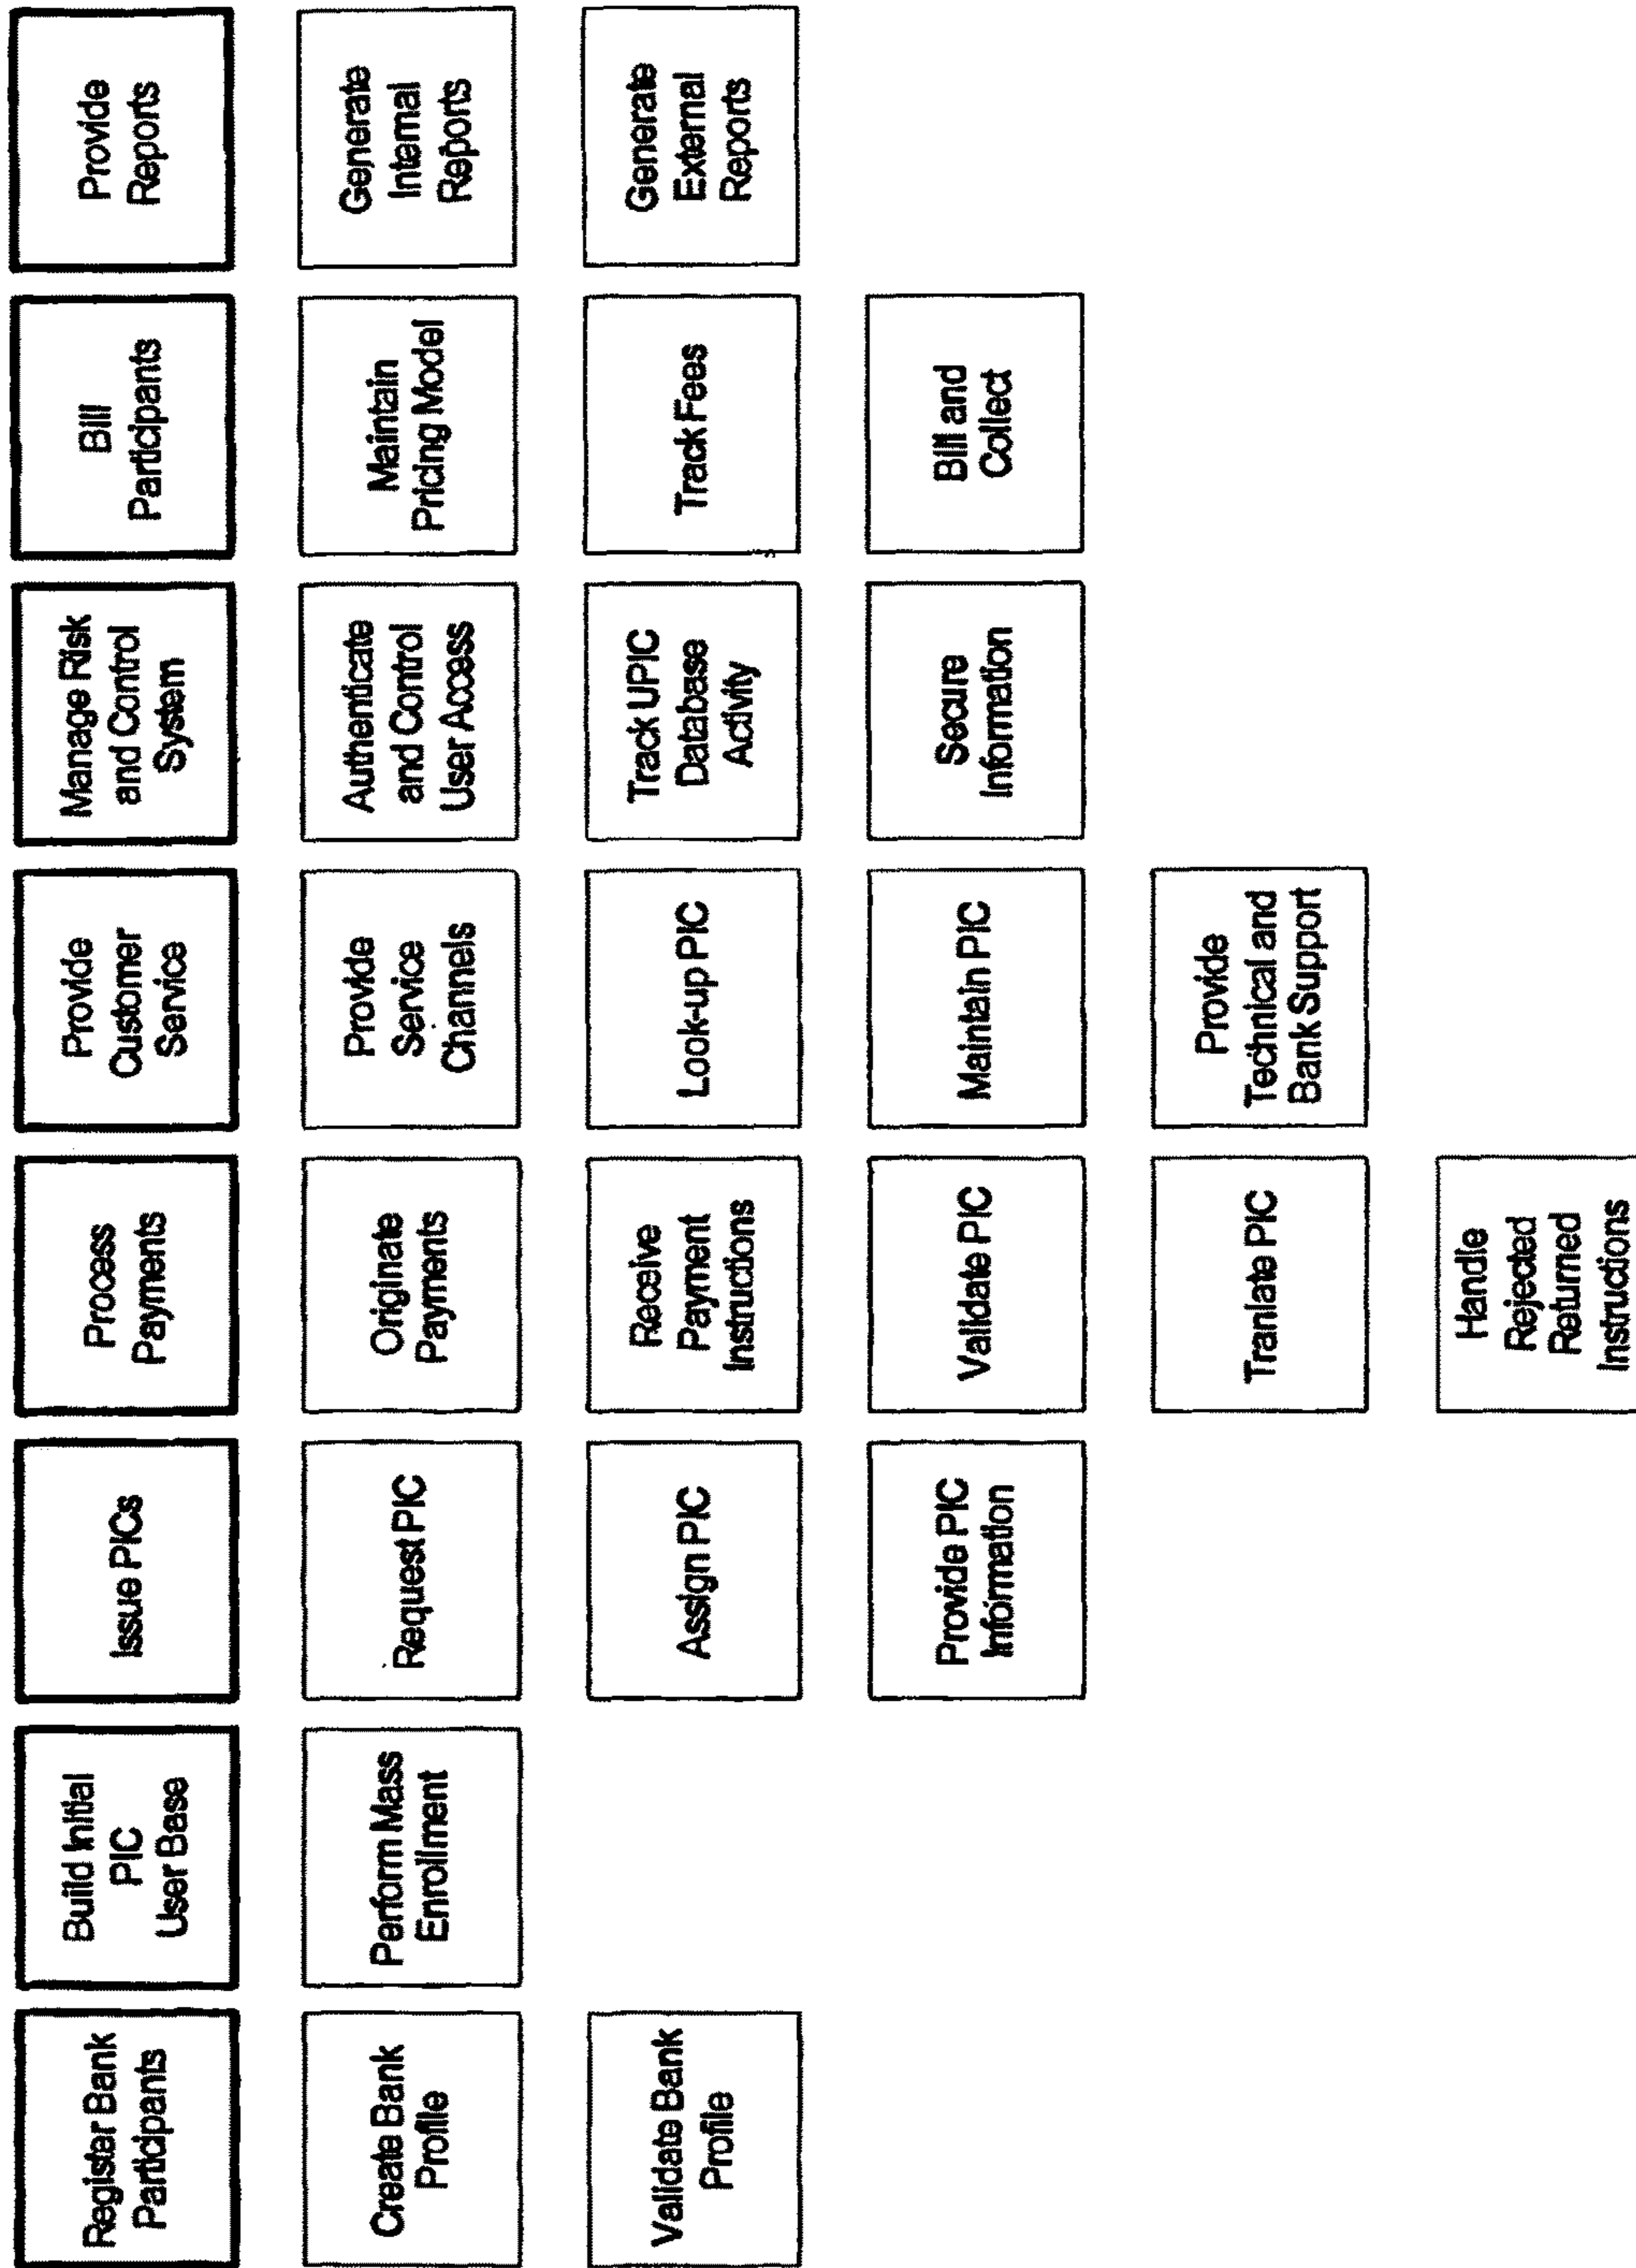 Register Bank
Participants
Create Bank
Profile
Validate Bank
Profile
Build Initial
PIC
User Base
Perform Mass
Enrollment
Issue PICs
Request PIC
Assign PIC
Provide PIC
Information
Process
Payments
Originate
Payments
Receive
Payment
Instructions
Validate PIC
Tranlate PIC
Handle
Rejected
Returned
Instructions
Provide
Customer
Service
Provide
Service
Channels
Look-up PIC
Maintain PIC
Provide
Technical and
Bank Support
Manage Risk
and Control
System
Authenticate
and Control
User Access
Track UPIC
Database
Activity
Secure
Information
Bill
Participants
Maintain
Pricing Model
Track Fees
Bill and
Collect
Provide
Reports
Generate
Internal
Reports
Generate
External
Reports